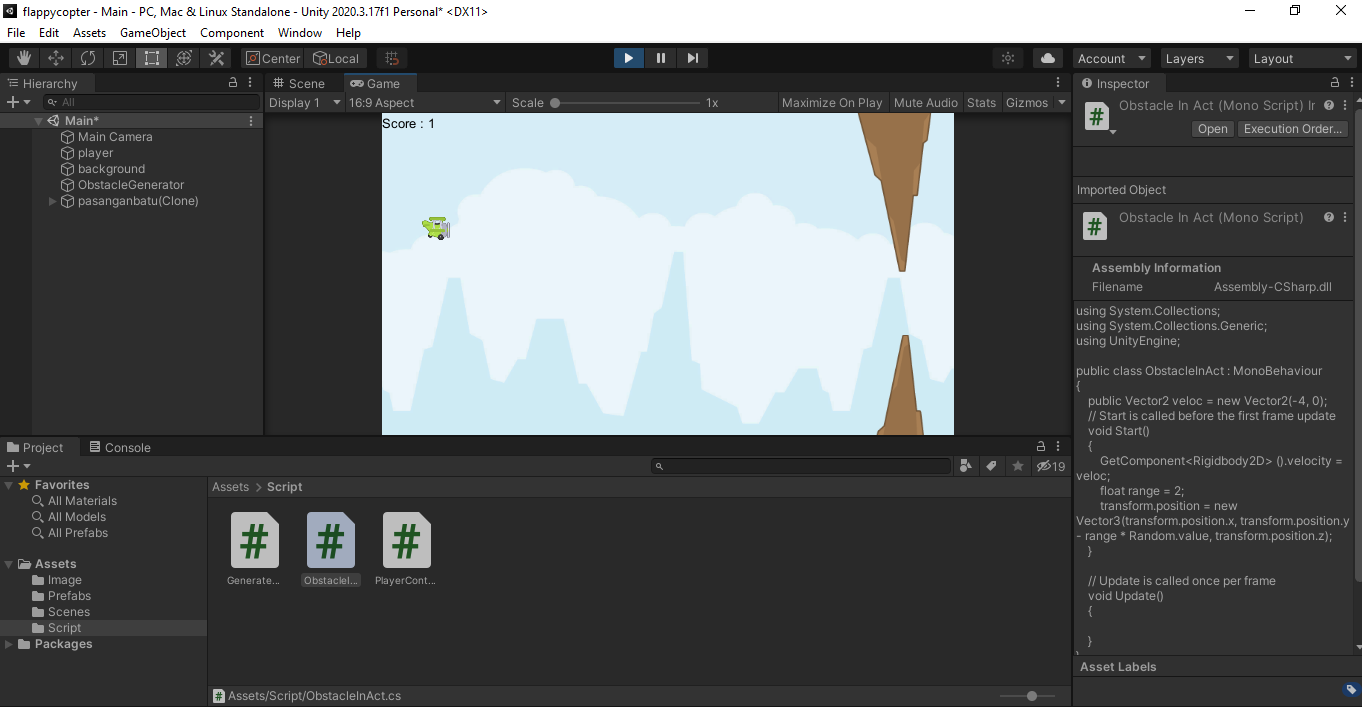 flappycopter - Main - PC, Mac & Linux Standalone - Unity 2020.3.17f1 Personal* <DX11>
File Edit Assets GameObject Component Window Help
Center Local Account Layers Layout
Hierarchy
All
Main*
Main Camera
player
background
ObstacleGenerator
pasanganbatu(Clone)
Scene Game
Display 1 16:9 Aspect Scale 1x Maximize On Play Mute Audio Stats Gizmos
Score : 1
Inspector
Obstacle In Act (Mono Script) Ir
Open Execution Order...
Imported Object
Obstacle In Act (Mono Script)
Assembly Information
Filename Assembly-CSharp.dll
using System.Collections;
using System.Collections.Generic;
using UnityEngine;
public class ObstacleInAct : MonoBehaviour
{
public Vector2 veloc = new Vector2(-4, 0);
// Start is called before the first frame update
void Start()
{
GetComponent<Rigidbody2D> ().velocity =
veloc;
float range = 2;
transform.position = new
Vector3(transform.position.x, transform.position.y
- range * Random.value, transform.position.z);
}
// Update is called once per frame
void Update()
{
}
Asset Labels
Project Console
19
Favorites
All Materials
All Models
All Prefabs
Assets
Image
Prefabs
Scenes
Script
Packages
Assets > Script
# # #
Generate... ObstacleI... PlayerCont...
Assets/Script/ObstacleInAct.cs